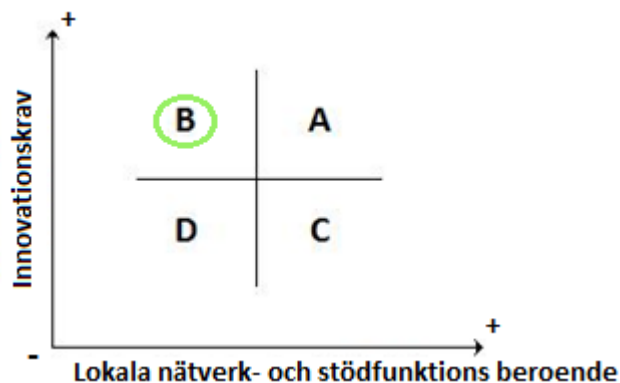 +
B A
Innovationskrav
D C
+
-
Lokala nätverk- och stödfunktions beroende